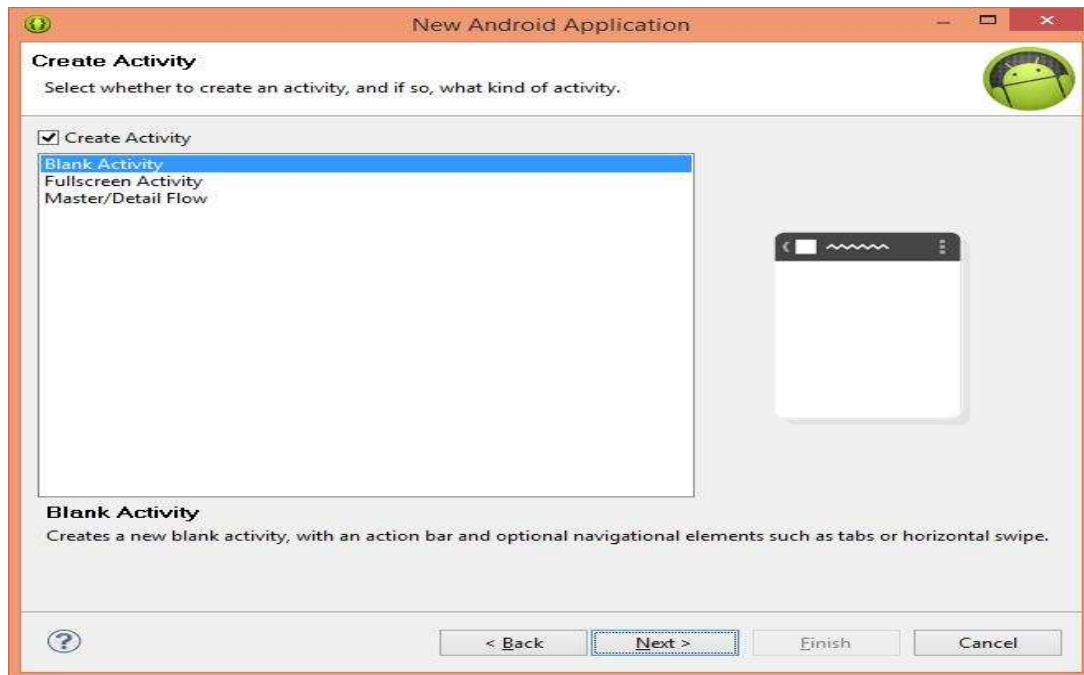 New Android Application
Create Activity
Select whether to create an activity, and if so, what kind of activity.
Create Activity
Blank Activity
Fullscreen Activity
Master/Detail Flow
Blank Activity
Creates a new blank activity, with an action bar and optional navigational elements such as tabs or horizontal swipe.
< Back
Next >
Finish
Cancel